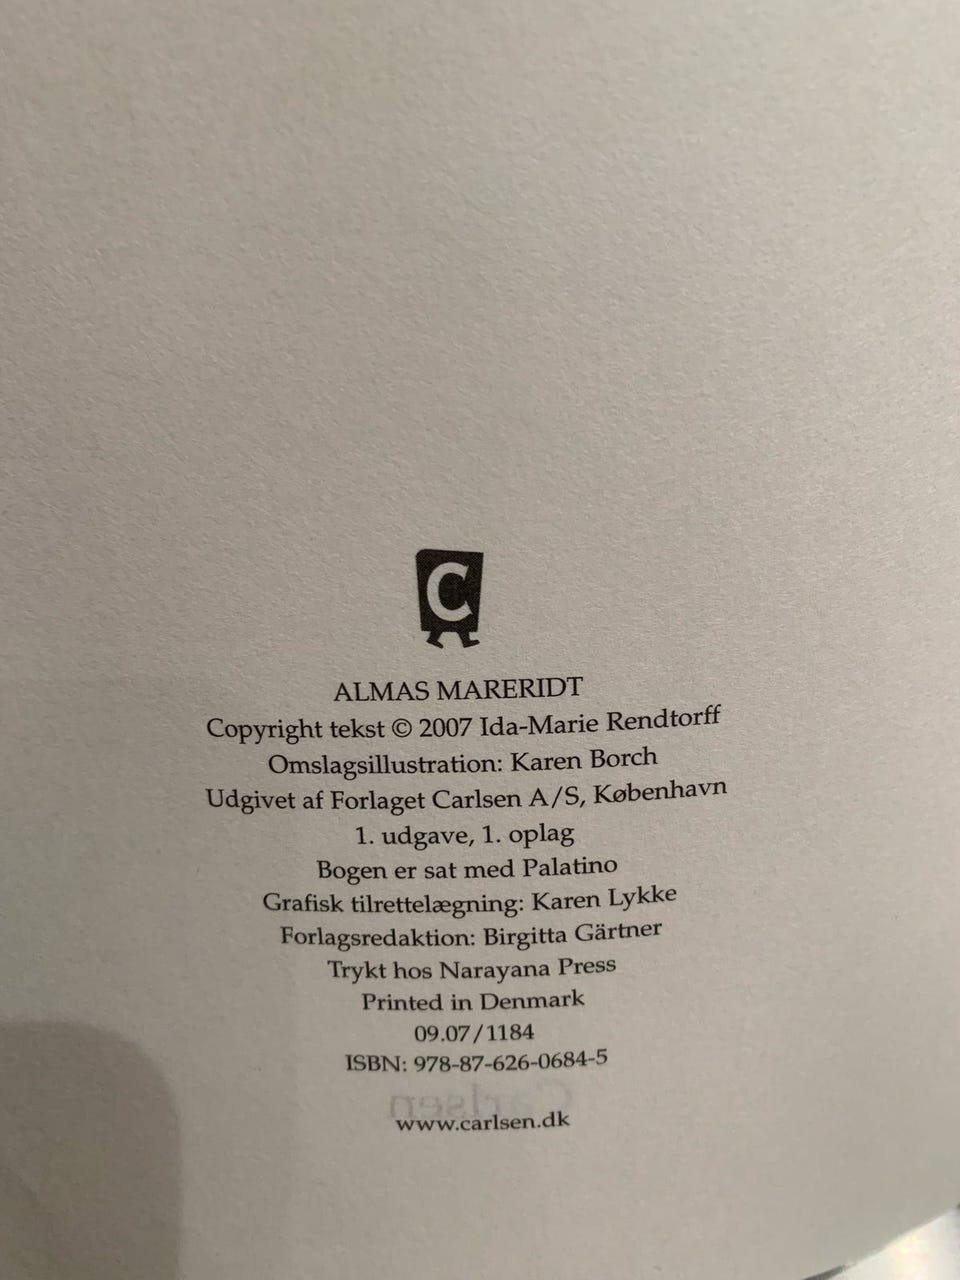 C
ALMAS MARERIDT
Copyright tekst © 2007 Ida-Marie Rendtorff
Omslagsillustration: Karen Borch
Udgivet af Forlaget Carlsen A/S, København
1. udgave, 1. oplag
Bogen er sat med Palatino
Grafisk tilrettelægning: Karen Lykke
Forlagsredaktion: Birgitta Gärtner
Trykt hos Narayana Press
Printed in Denmark
09.07/1184
ISBN: 978-87-626-0684-5
Carlsen
www.carlsen.dk